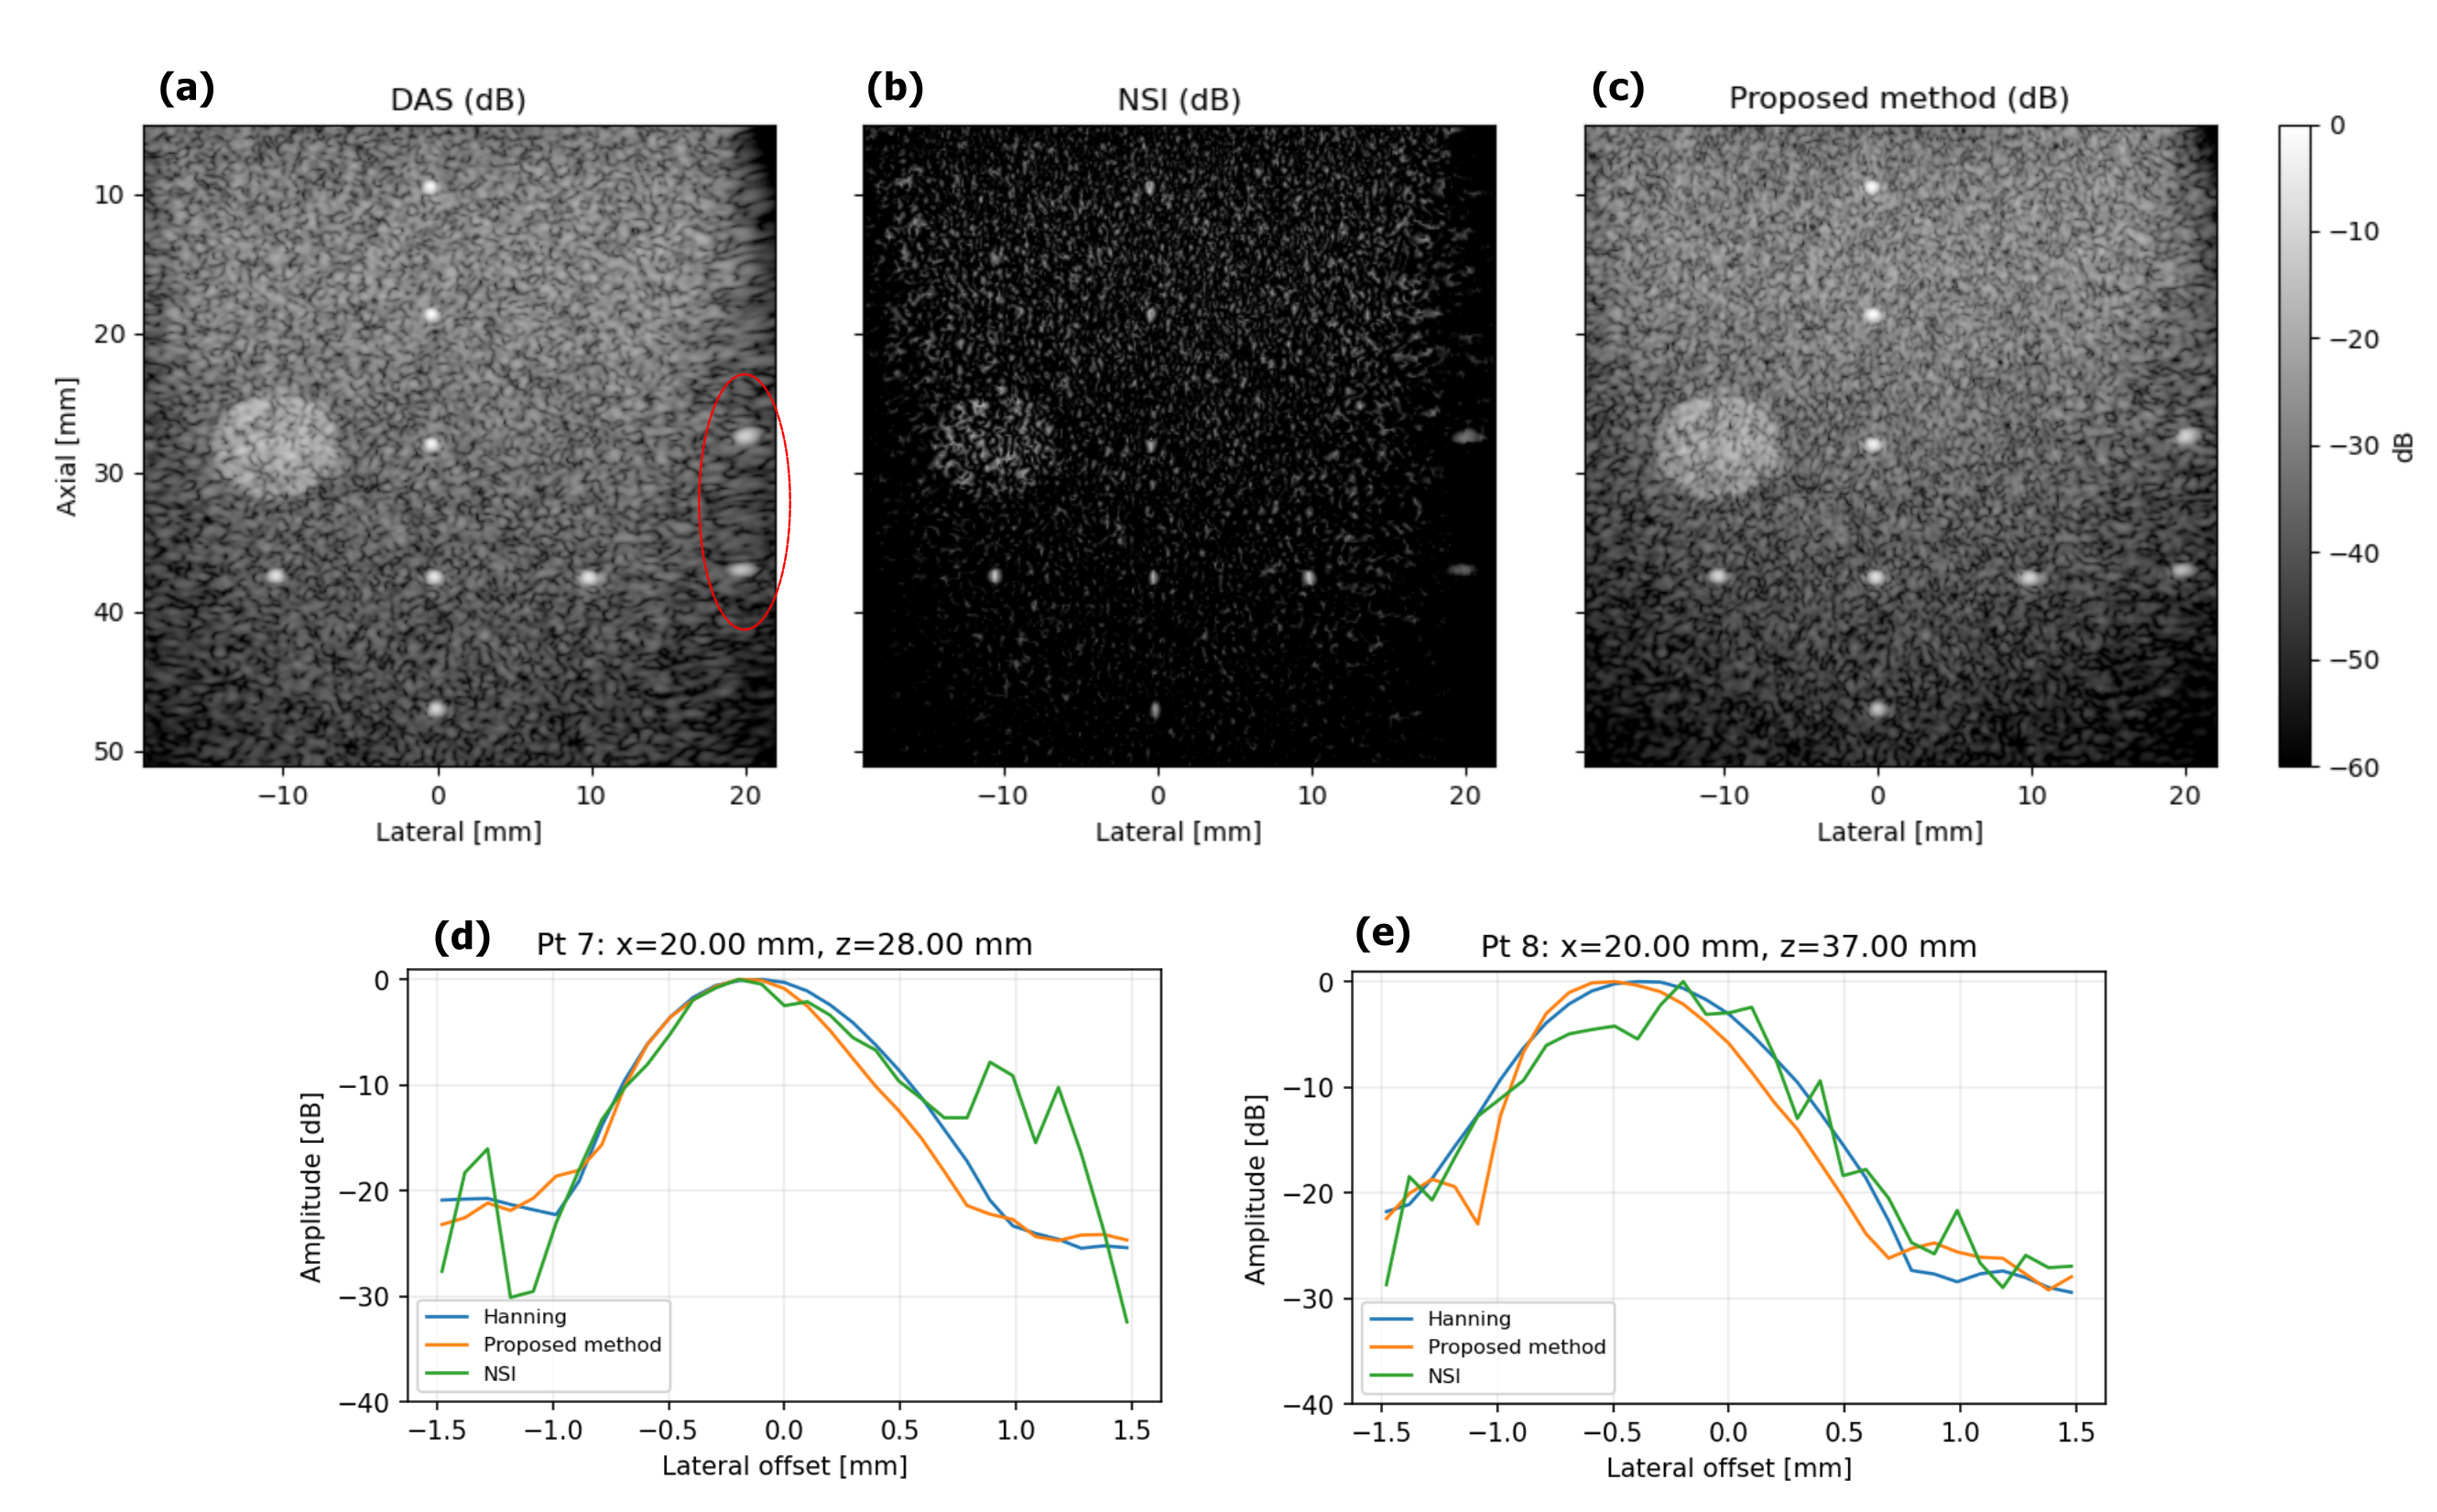 (a) DAS (dB)
(b) NSI (dB)
(c) Proposed method (dB)
Axial [mm]
10
20
30
40
50
−10 0 10 20
Lateral [mm]
−10 0 10 20
Lateral [mm]
−10 0 10 20
Lateral [mm]
0
−10
−20
−30
−40
−50
−60
dB
(d) Pt 7: x=20.00 mm, z=28.00 mm
Amplitude [dB]
0
−10
−20
−30
−40
Hanning
Proposed method
NSI
−1.5 −1.0 −0.5 0.0 0.5 1.0 1.5
Lateral offset [mm]
(e) Pt 8: x=20.00 mm, z=37.00 mm
Amplitude [dB]
0
−10
−20
−30
−40
Hanning
Proposed method
NSI
−1.5 −1.0 −0.5 0.0 0.5 1.0 1.5
Lateral offset [mm]